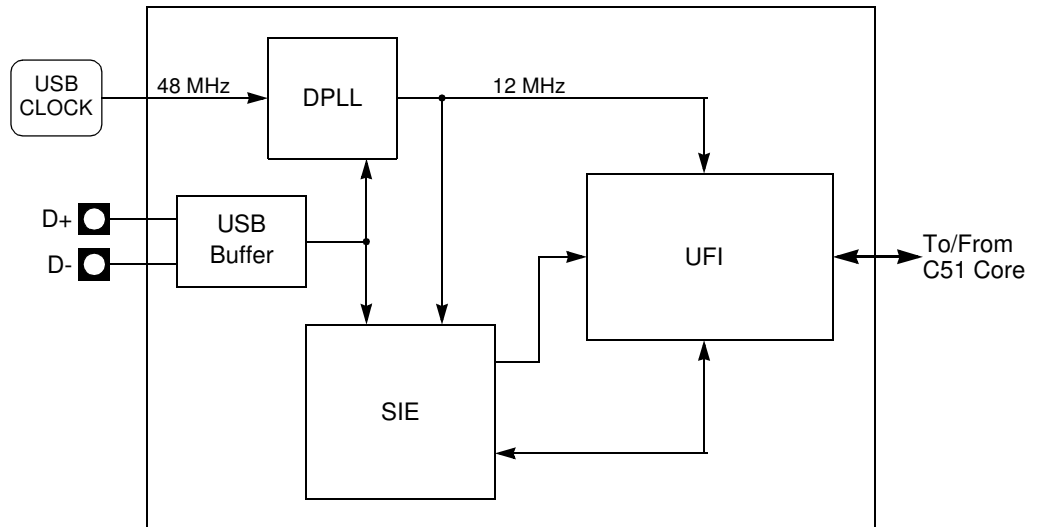 USB
CLOCK
48 MHz
DPLL
12 MHz
D+
D-
USB
Buffer
UFI
To/From
C51 Core
SIE